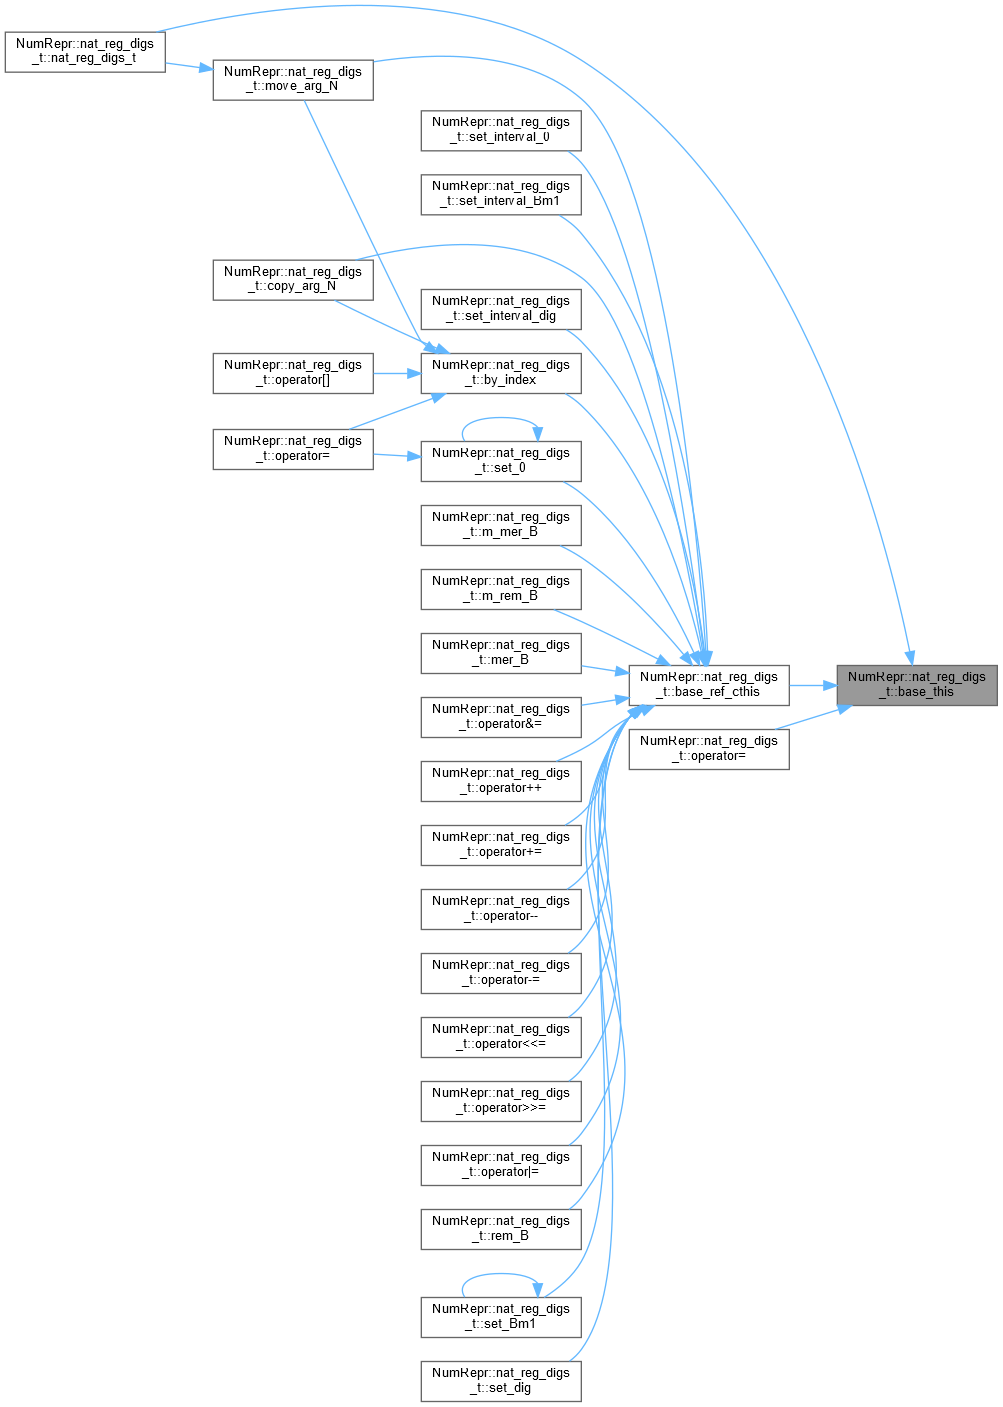 NumRepr::nat_reg_digs
_t::nat_reg_digs_t
NumRepr::nat_reg_digs
_t::move_arg_N
NumRepr::nat_reg_digs
_t::set_interval_0
NumRepr::nat_reg_digs
_t::set_interval_Bm1
NumRepr::nat_reg_digs
_t::copy_arg_N
NumRepr::nat_reg_digs
_t::set_interval_dig
NumRepr::nat_reg_digs
_t::operator[]
NumRepr::nat_reg_digs
_t::by_index
NumRepr::nat_reg_digs
_t::operator=
NumRepr::nat_reg_digs
_t::set_0
NumRepr::nat_reg_digs
_t::m_mer_B
NumRepr::nat_reg_digs
_t::m_rem_B
NumRepr::nat_reg_digs
_t::mer_B
NumRepr::nat_reg_digs
_t::base_ref_cthis
NumRepr::nat_reg_digs
_t::base_this
NumRepr::nat_reg_digs
_t::operator&=
NumRepr::nat_reg_digs
_t::operator=
NumRepr::nat_reg_digs
_t::operator++
NumRepr::nat_reg_digs
_t::operator+=
NumRepr::nat_reg_digs
_t::operator--
NumRepr::nat_reg_digs
_t::operator-=
NumRepr::nat_reg_digs
_t::operator<<=
NumRepr::nat_reg_digs
_t::operator>>=
NumRepr::nat_reg_digs
_t::operator|=
NumRepr::nat_reg_digs
_t::rem_B
NumRepr::nat_reg_digs
_t::set_Bm1
NumRepr::nat_reg_digs
_t::set_dig